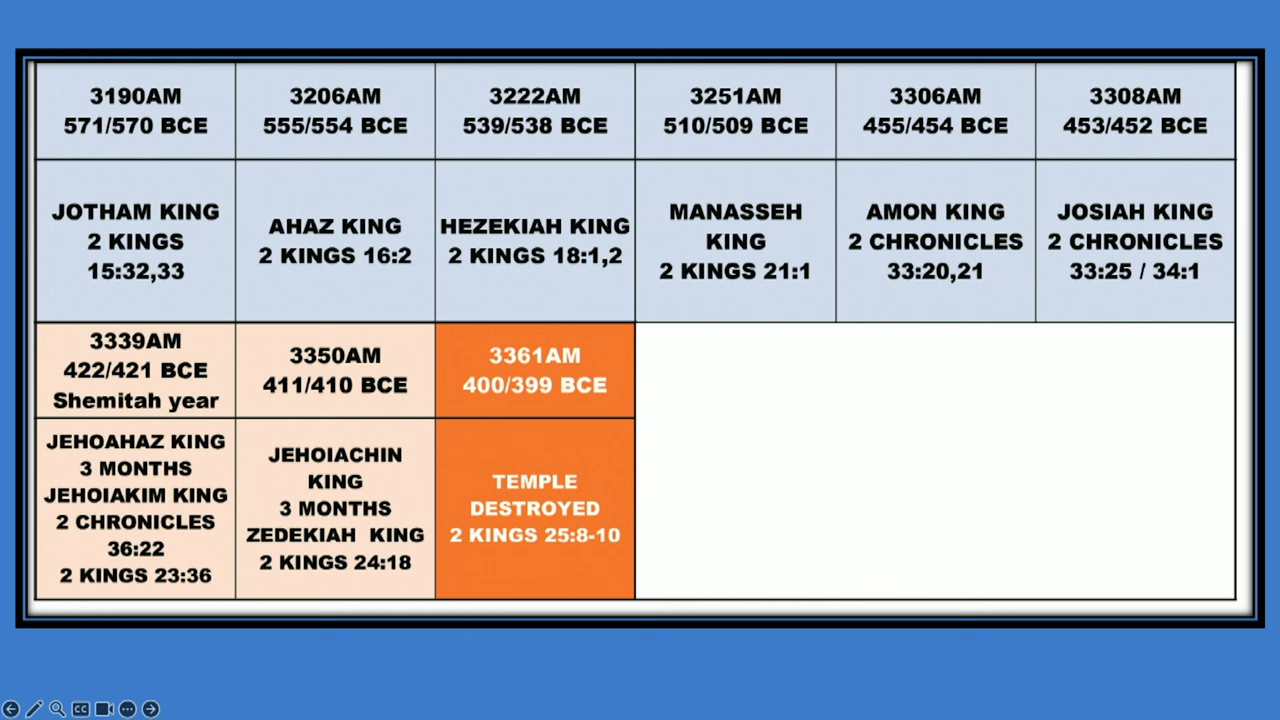 3190AM
571/570 BCE
3206AM
555/554 BCE
3222AM
539/538 BCE
3251AM
510/509 BCE
3306AM
455/454 BCE
3308AM
453/452 BCE
JOTHAM KING
2 KINGS
15:32,33
AHAZ KING
2 KINGS 16:2
HEZEKIAH KING
2 KINGS 18:1,2
MANASSEH
KING
2 KINGS 21:1
AMON KING
2 CHRONICLES
33:20,21
JOSIAH KING
2 CHRONICLES
33:25 / 34:1
3339AM
422/421 BCE
Shemitah year
3350AM
411/410 BCE
3361AM
400/399 BCE
JEHOAHAZ KING
3 MONTHS
JEHOIAKIM KING
2 CHRONICLES
36:22
2 KINGS 23:36
JEHOIACHIN
KING
3 MONTHS
ZEDEKIAH KING
2 KINGS 24:18
TEMPLE
DESTROYED
2 KINGS 25:8-10
CC